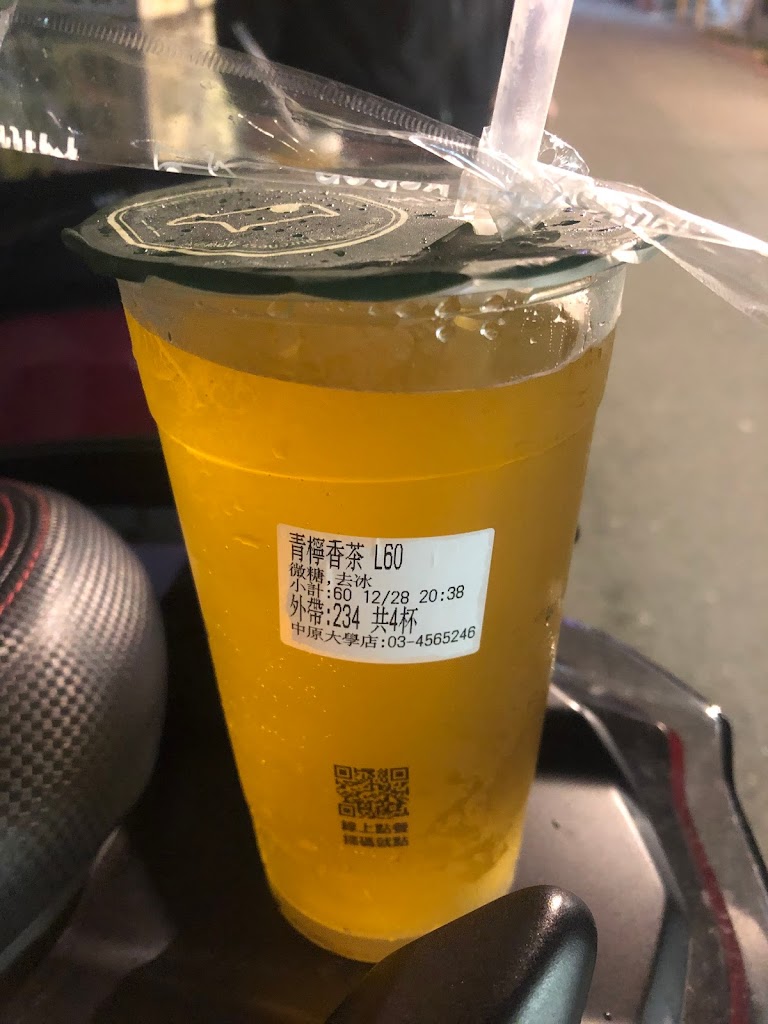 青檸香茶 L60
微糖,去冰
小計:60 12/28 20:38
外帶:234 共4杯
中原大學店:03-4565246
線上點餐
掃碼就點